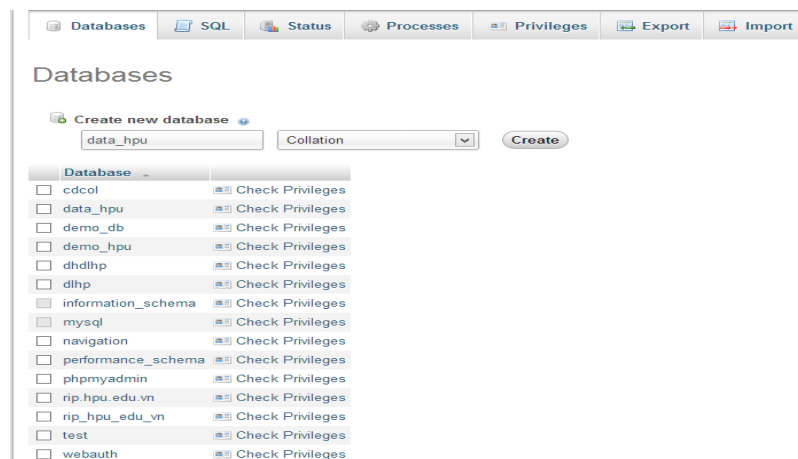 Databases SQL Status Processes Privileges Export Import
Databases
Create new database
data_hpu Collation Create
Database
cdcol Check Privileges
data_hpu Check Privileges
demo_db Check Privileges
demo_hpu Check Privileges
dhdlhp Check Privileges
dlhp Check Privileges
information_schema Check Privileges
mysql Check Privileges
navigation Check Privileges
performance_schema Check Privileges
phpmyadmin Check Privileges
rip.hpu.edu.vn Check Privileges
rip_hpu_edu_vn Check Privileges
test Check Privileges
webauth Check Privileges